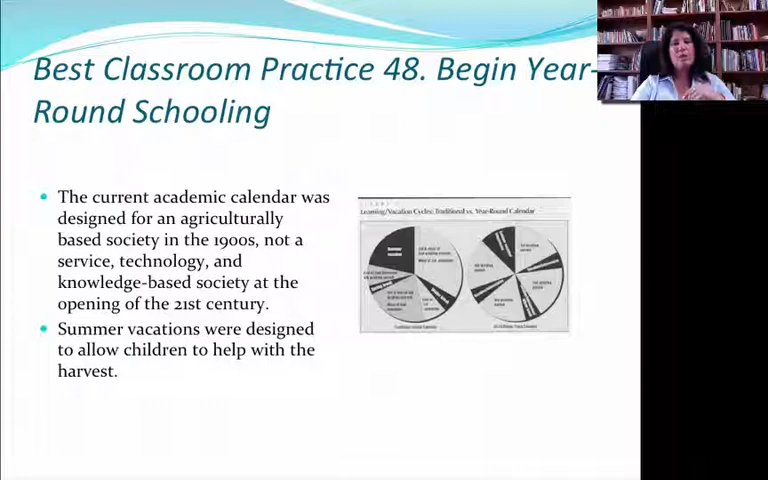 Best Classroom Practice 48. Begin Year-
Round Schooling
The current academic calendar was
designed for an agriculturally
based society in the 1900s, not a
service, technology, and
knowledge-based society at the
opening of the 21st century.
Summer vacations were designed
to allow children to help with the
harvest.
Learning/Vacation Cycles: Traditional vs. Year-Round Calendar
Summer
vacation